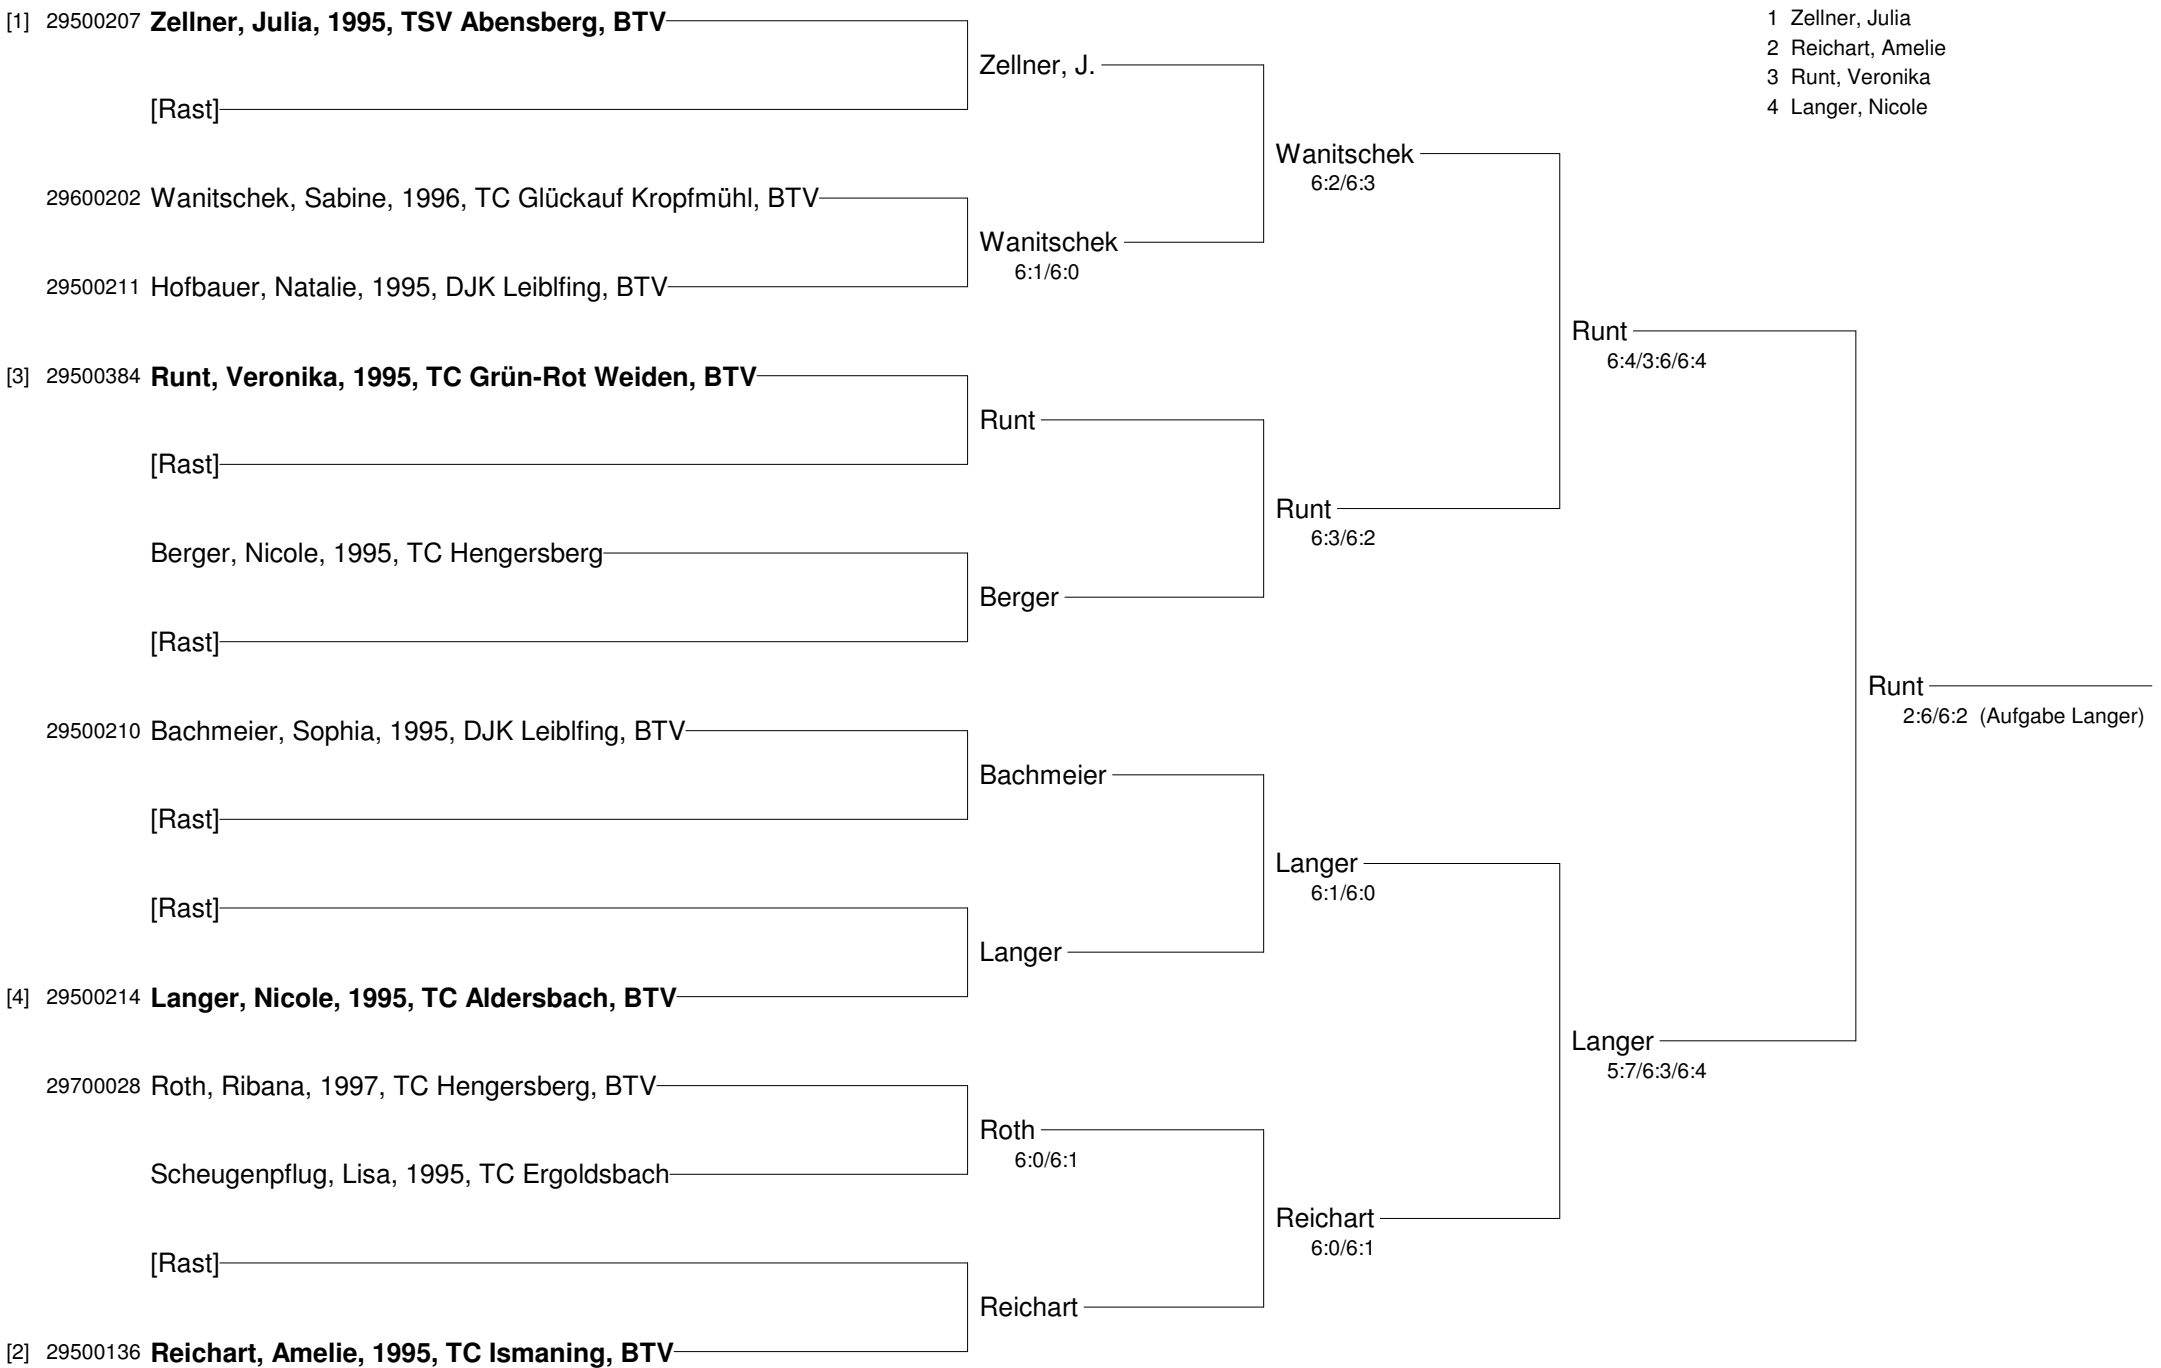 [1] 29500207 Zellner, Julia, 1995, TSV Abensberg, BTV
[Rast]
29600202 Wanitschek, Sabine, 1996, TC Glückauf Kropfmühl, BTV
29500211 Hofbauer, Natalie, 1995, DJK Leiblfing, BTV
[3] 29500384 Runt, Veronika, 1995, TC Grün-Rot Weiden, BTV
[Rast]
Berger, Nicole, 1995, TC Hengersberg
[Rast]
29500210 Bachmeier, Sophia, 1995, DJK Leiblfing, BTV
[Rast]
[Rast]
[4] 29500214 Langer, Nicole, 1995, TC Aldersbach, BTV
29700028 Roth, Ribana, 1997, TC Hengersberg, BTV
Scheugenpflug, Lisa, 1995, TC Ergoldsbach
[Rast]
[2] 29500136 Reichart, Amelie, 1995, TC Ismaning, BTV
Zellner, J.
Wanitschek
6:1/6:0
Runt
Berger
Bachmeier
Langer
Roth
6:0/6:1
Reichart
Wanitschek
6:2/6:3
Runt
6:3/6:2
Langer
6:1/6:0
Reichart
6:0/6:1
Runt
6:4/3:6/6:4
Langer
5:7/6:3/6:4
Runt
2:6/6:2 (Aufgabe Langer)
1 Zellner, Julia
2 Reichart, Amelie
3 Runt, Veronika
4 Langer, Nicole